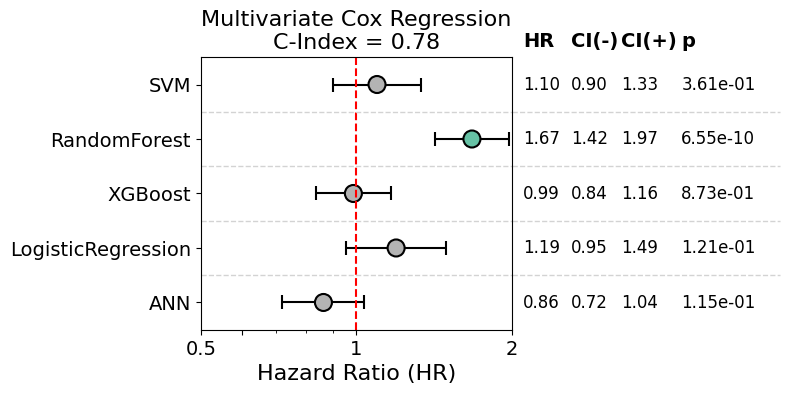 Multivariate Cox Regression
C-Index = 0.78
HR CI(-) CI(+) p
SVM 1.10 0.90 1.33 3.61e-01
RandomForest 1.67 1.42 1.97 6.55e-10
XGBoost 0.99 0.84 1.16 8.73e-01
LogisticRegression 1.19 0.95 1.49 1.21e-01
ANN 0.86 0.72 1.04 1.15e-01
0.5 1 2
Hazard Ratio (HR)